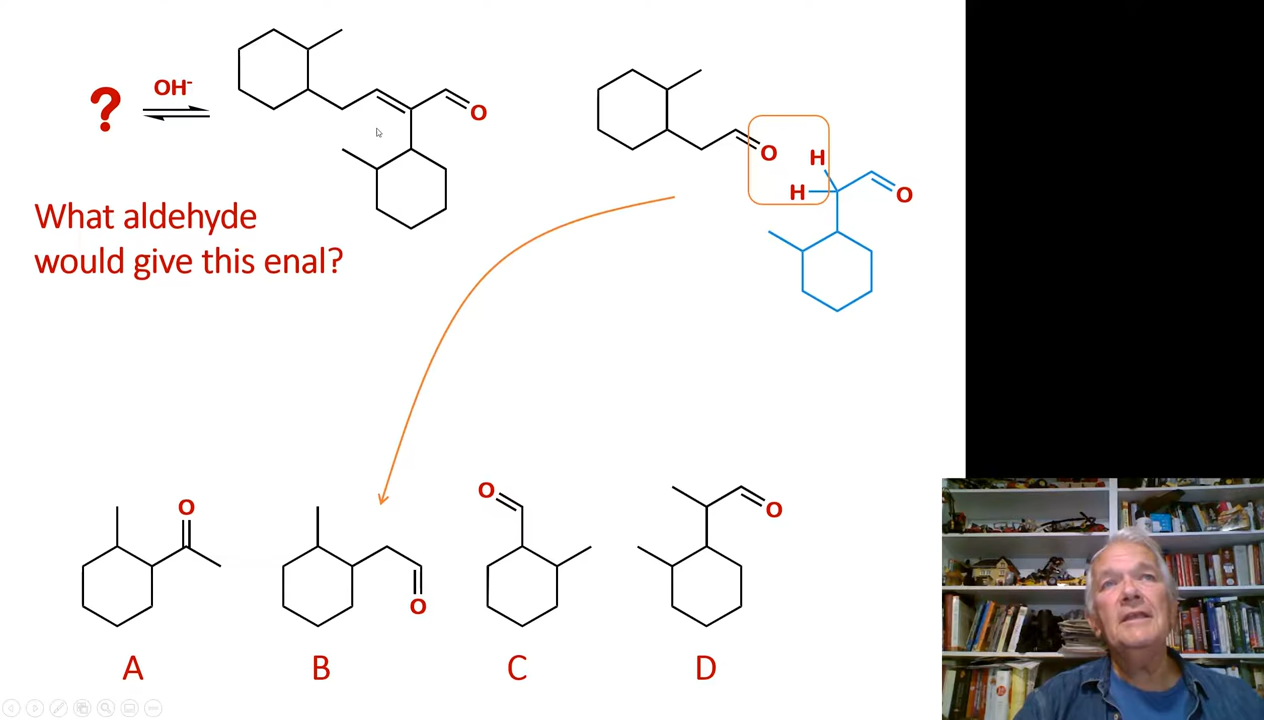 ?
OH-
O
What aldehyde
would give this enal?
O
H
H
O
O
O
O
O
A
B
C
D